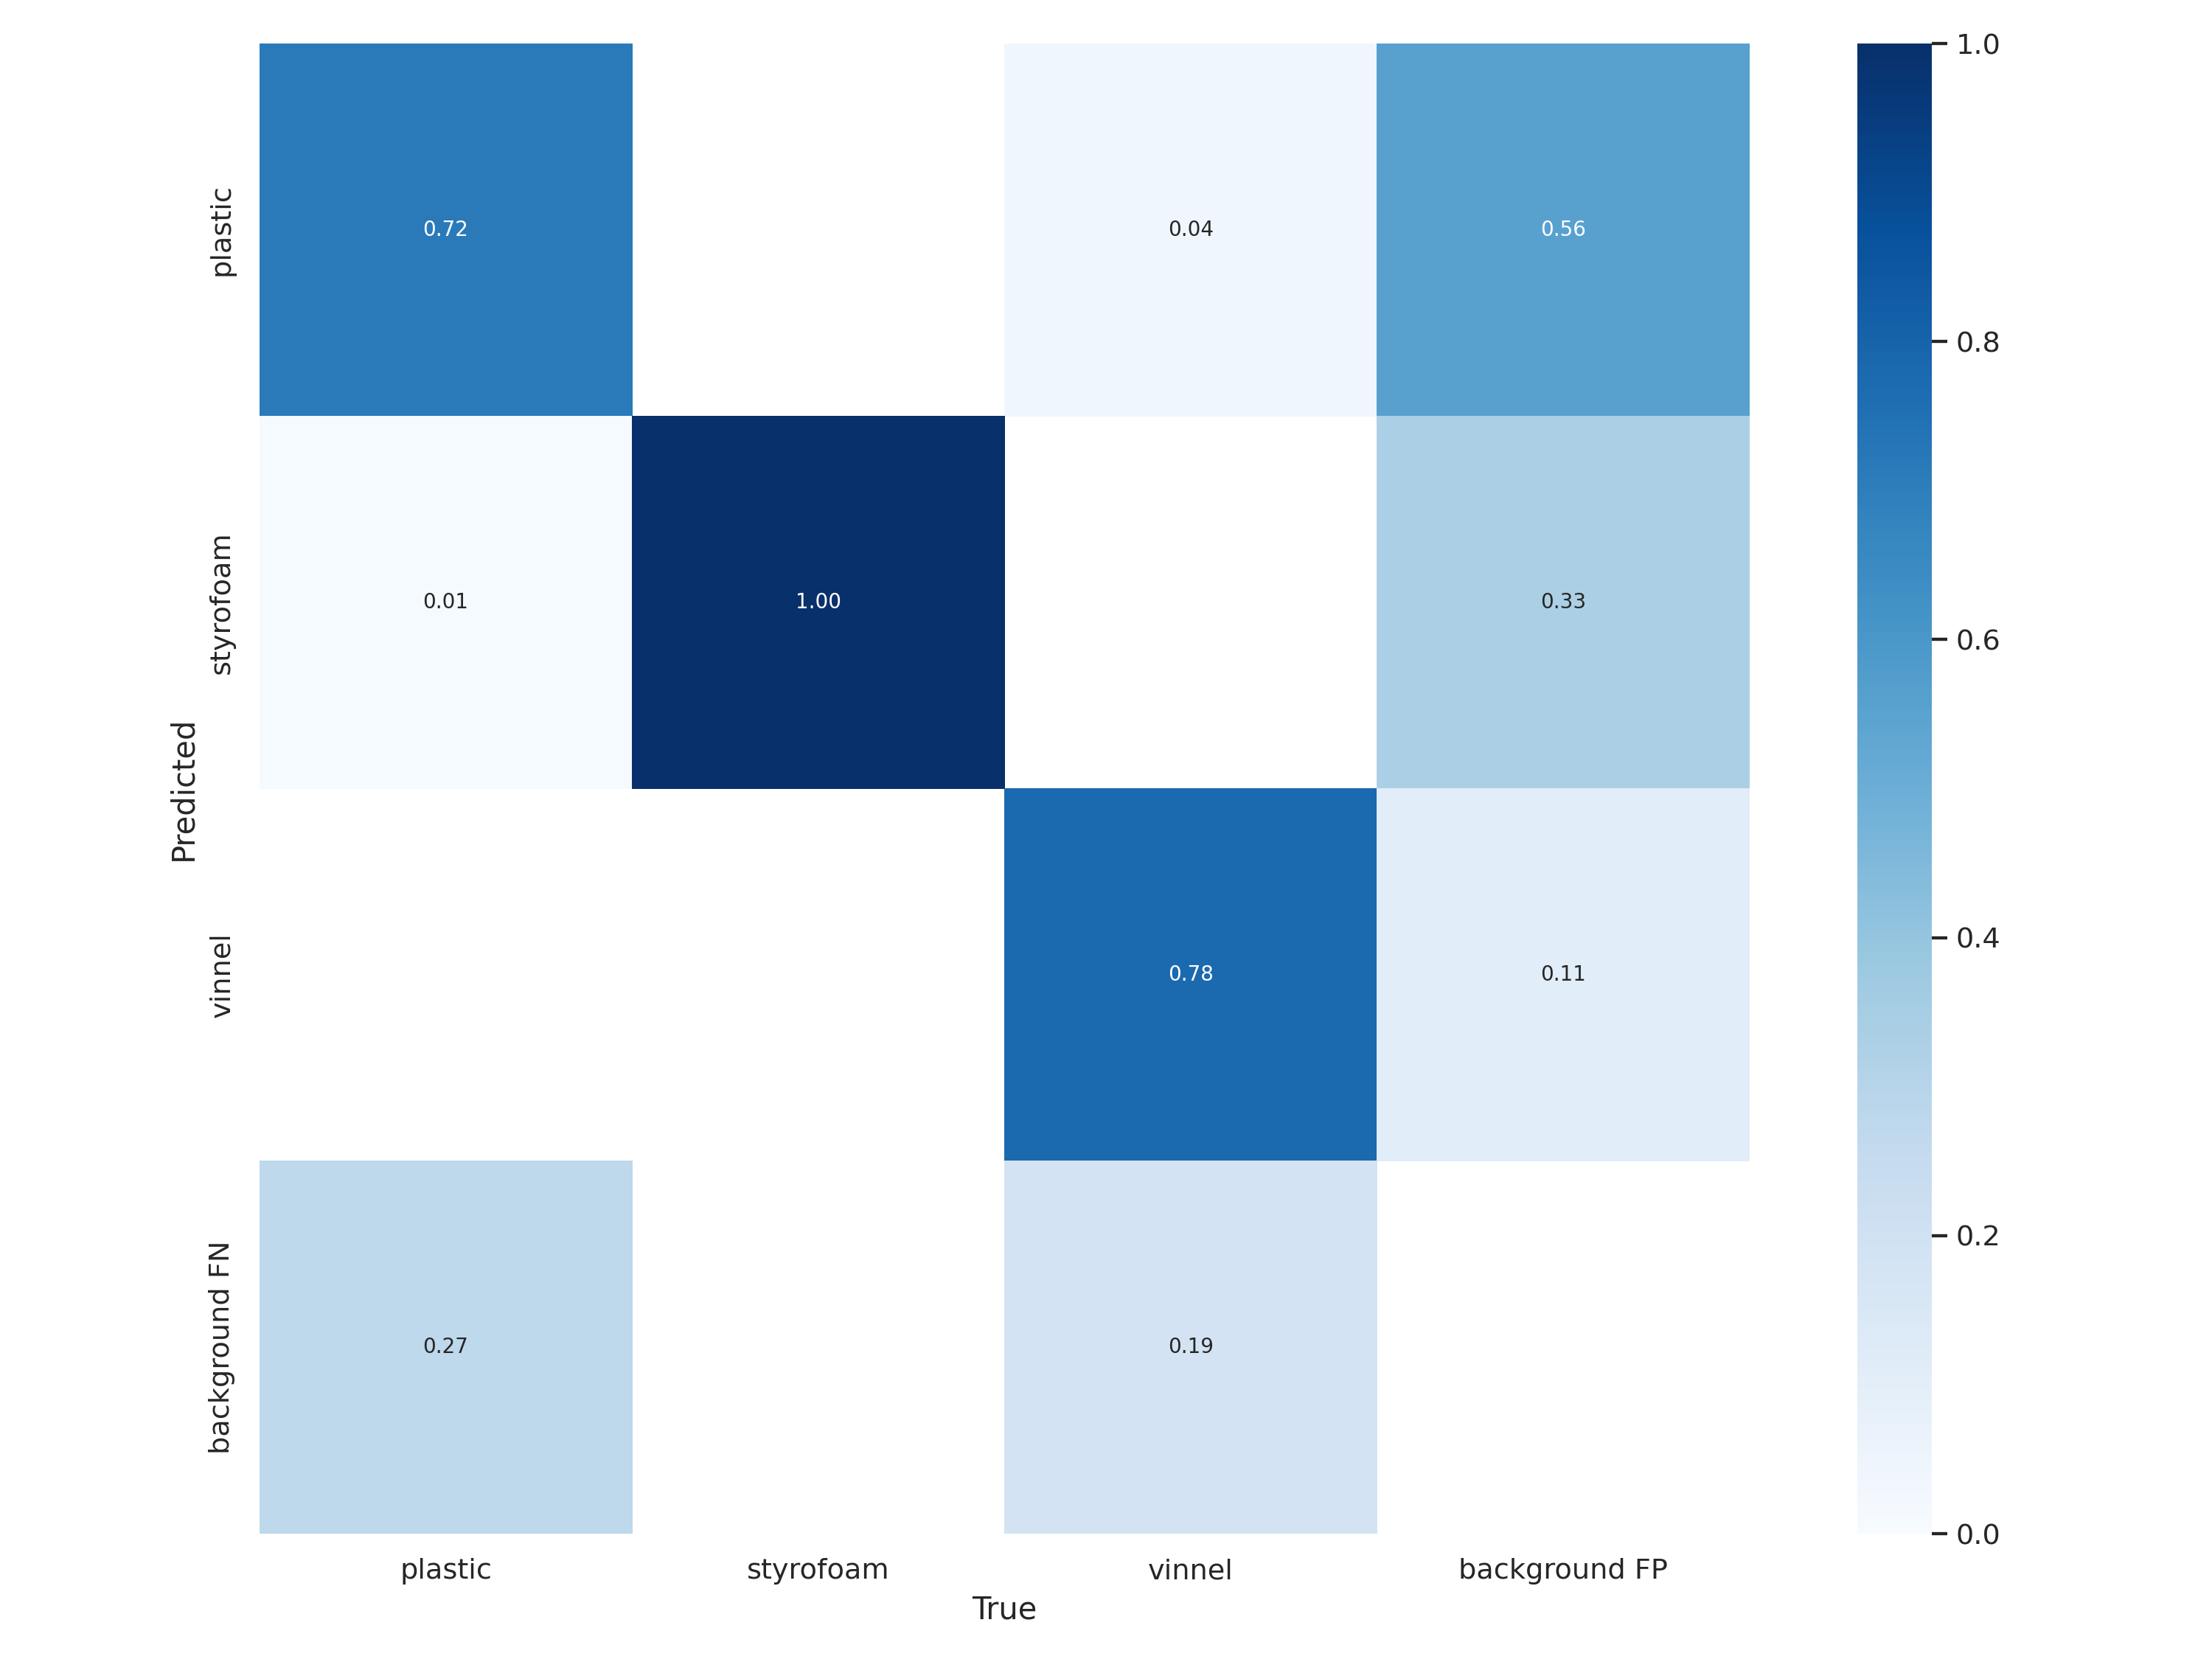 plastic
0.72
0.04
0.56
1.0
0.8
styrofoam
0.01
1.00
0.33
0.6
Predicted
vinnel
0.78
0.11
0.4
background FN
0.27
0.19
0.2
0.0
plastic
styrofoam
vinnel
background FP
True